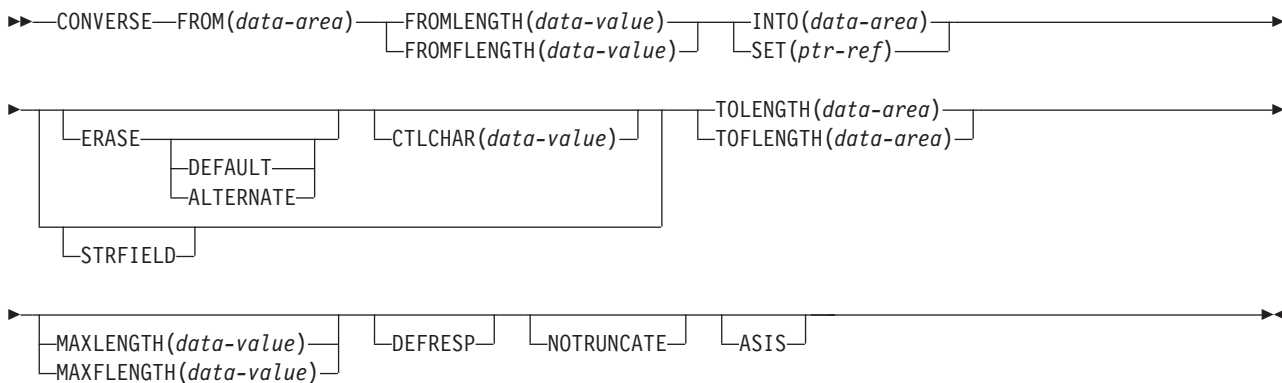 CONVERSE FROM(data-area) FROMLENGTH(data-value) INTO(data-area)
FROMFLENGTH(data-value) SET(ptr-ref)
TOLENGTH(data-area)
ERASE CTLCHAR(data-value) TOFLENGTH(data-area)
DEFAULT
ALTERNATE
STRFIELD
MAXLENGTH(data-value) DEFRESP NOTRUNCATE ASIS
MAXFLENGTH(data-value)